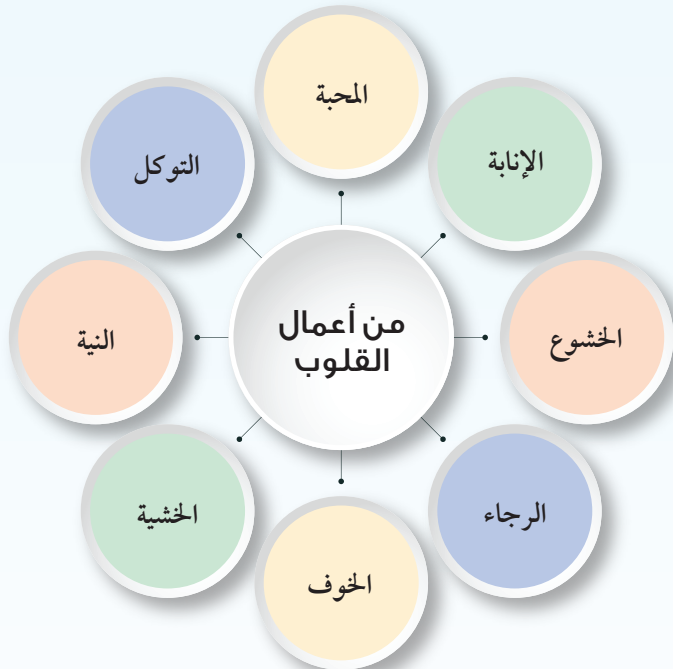 المحبة
الإنابة
التوكل
من أعمال
القلوب
الخشوع
النية
الرجاء
الخشية
الخوف